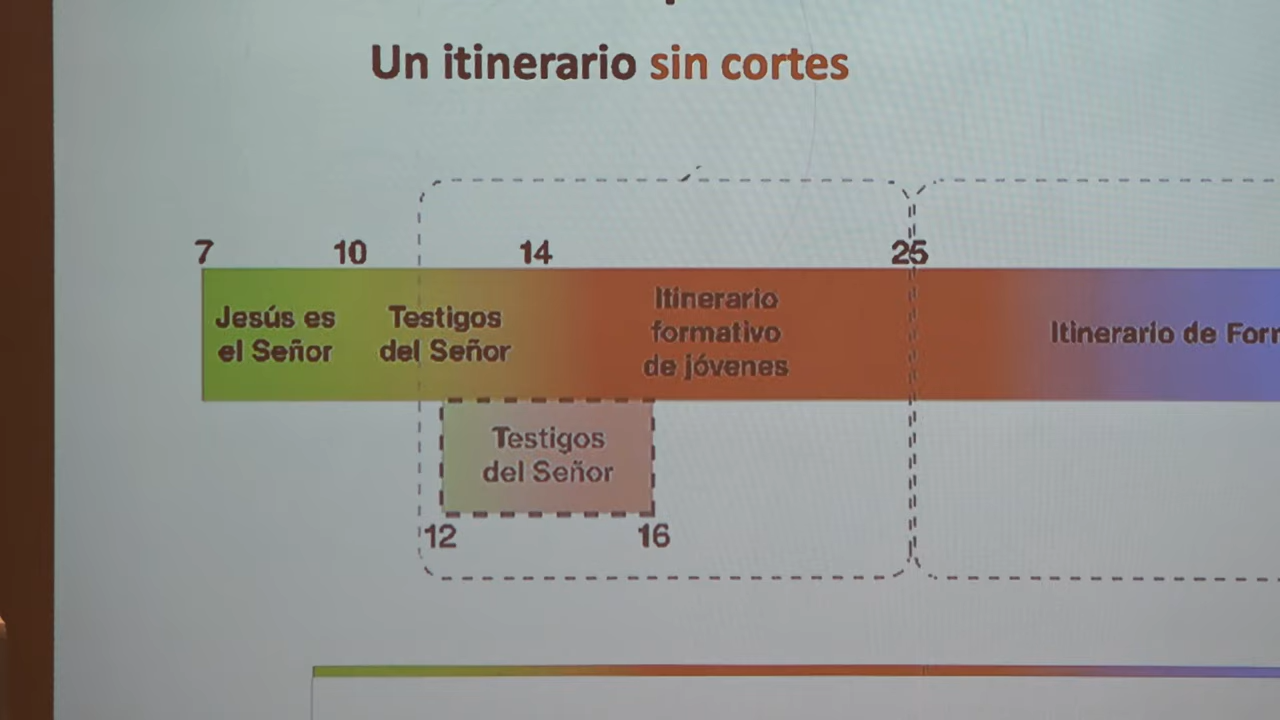 Un itinerario sin cortes
7 10 14 25
Jesús es
el Señor
Testigos
del Señor
Itinerario
formativo
de jóvenes
Itinerario de
Testigos
del Señor
12 16